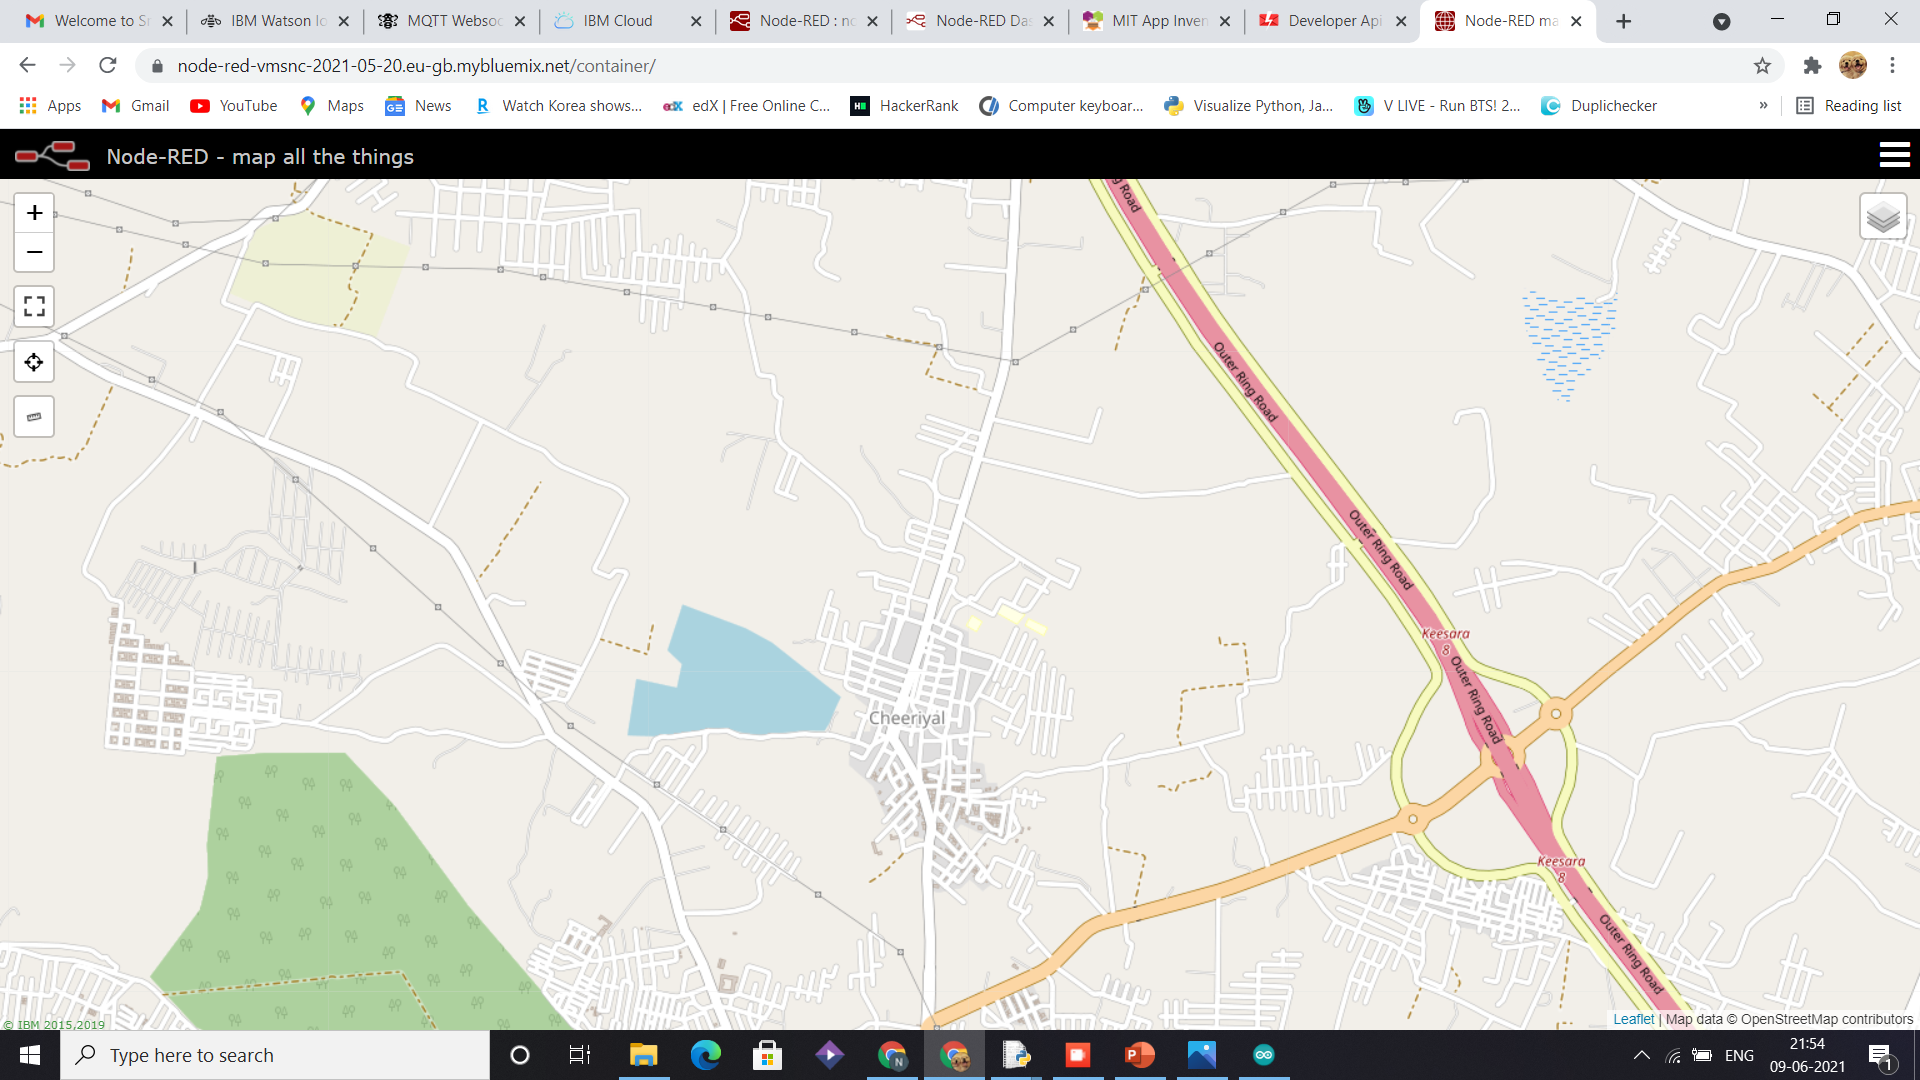 Welcome to Sr
IBM Watson Io
MQTT Websoc
IBM Cloud
Node-RED : no
Node-RED Das
MIT App Inven
Developer Api
Node-RED ma
node-red-vmsnc-2021-05-20.eu-gb.mybluemix.net/container/
Apps
Gmail
YouTube
Maps
News
Watch Korea shows...
edX | Free Online C...
HackerRank
Computer keyboar...
Visualize Python, Ja...
V LIVE - Run BTS! 2...
Duplichecker
»
Reading list
Node-RED - map all the things
+
−
g Road
Outer Ring Road
Outer Ring Road
Keesara
8
Outer Ring Road
Cheeriyal
Keesara
8
Outer Ring Road
© IBM 2015,2019
Leaflet | Map data © OpenStreetMap contributors
Type here to search
ENG
21:54
09-06-2021
1